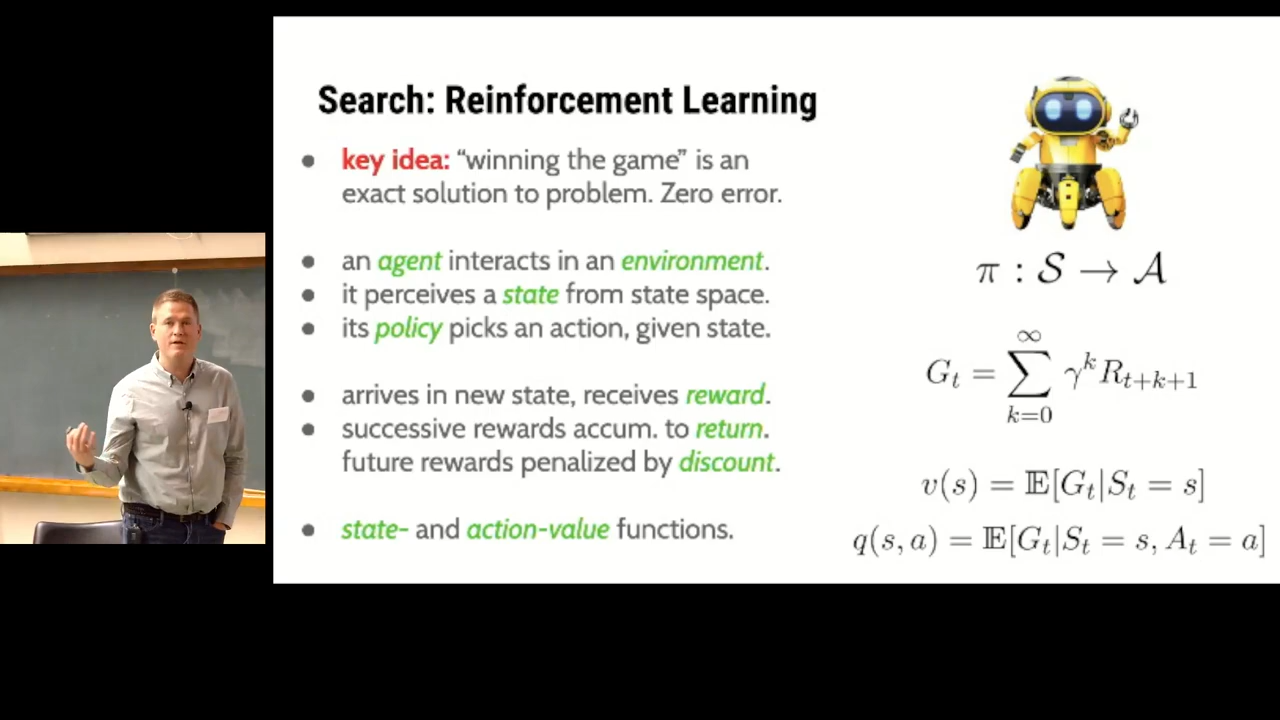 Search: Reinforcement Learning
● key idea: “winning the game” is an
exact solution to problem. Zero error.
● an agent interacts in an environment.
● it perceives a state from state space.
● its policy picks an action, given state.
● arrives in new state, receives reward.
● successive rewards accum. to return.
future rewards penalized by discount.
● state- and action-value functions.
π : 𝒮 → 𝒜
G_t = ∑_{k=0}^{∞} γ^k R_{t+k+1}
v(s) = 𝔼[G_t|S_t = s]
q(s, a) = 𝔼[G_t|S_t = s, A_t = a]